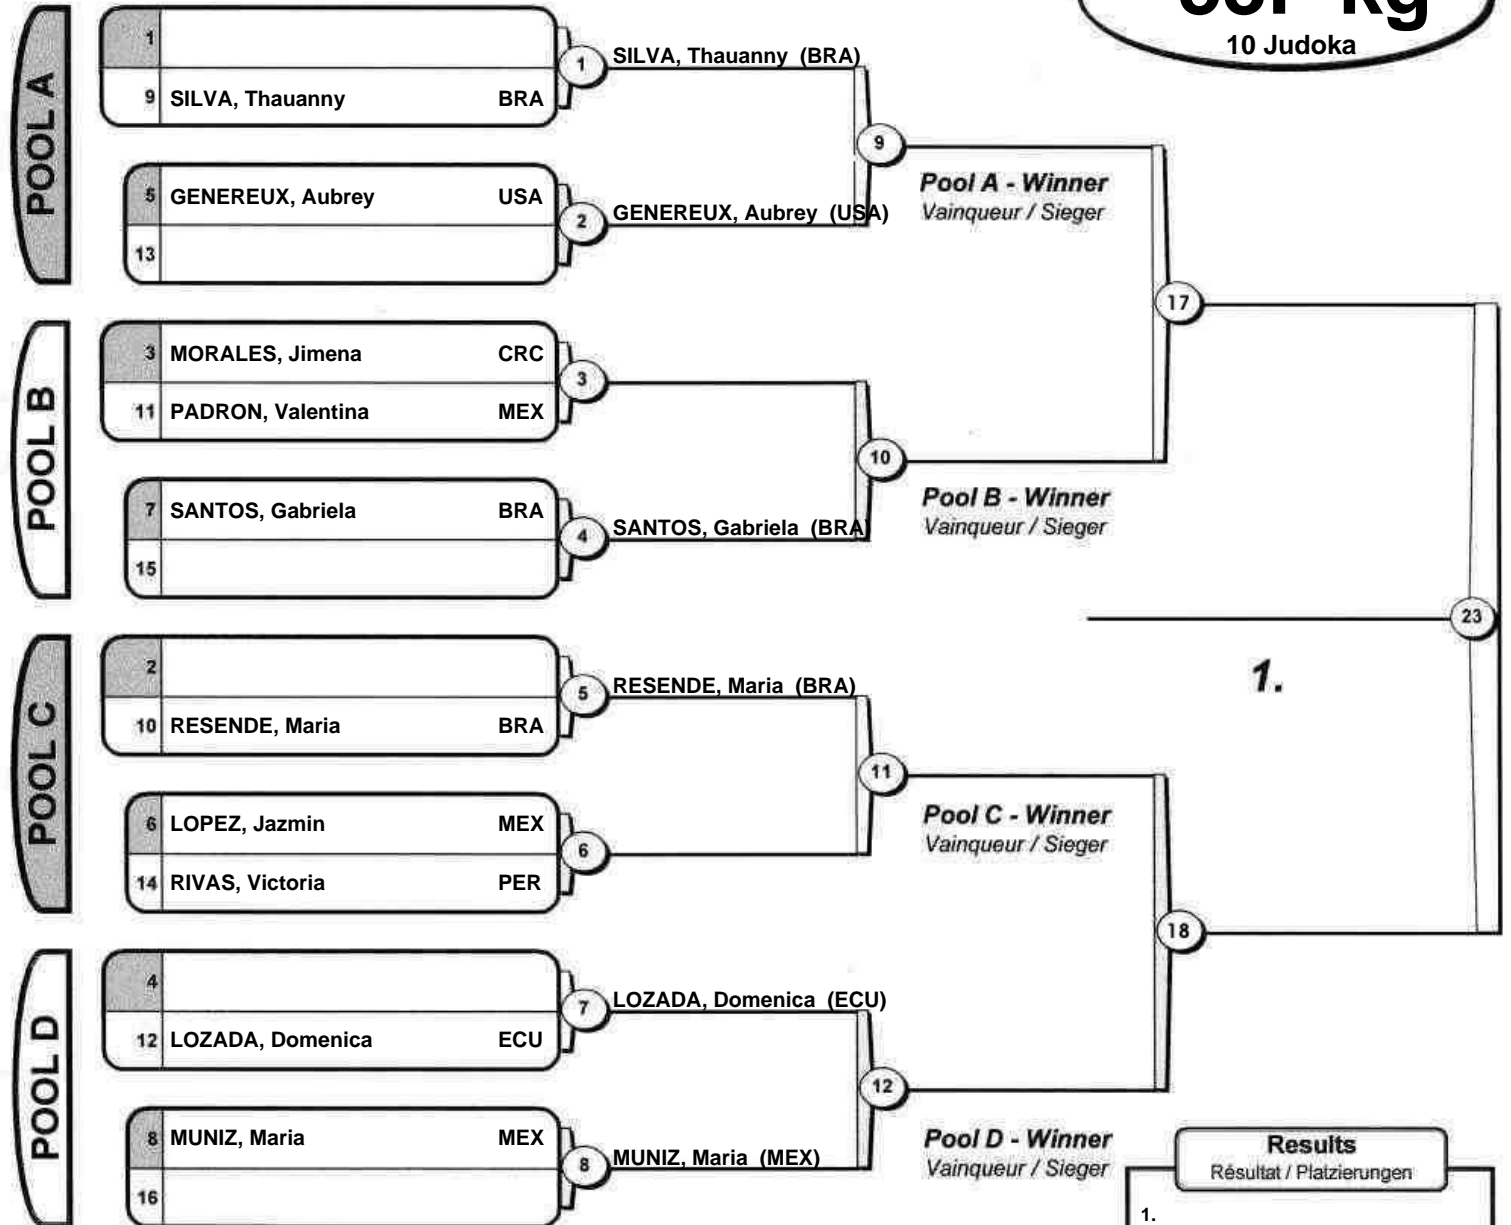 kg
10 Judoka
POOL A
1
9 SILVA, Thauanny BRA
1
SILVA, Thauanny (BRA)
5 GENEREUX, Aubrey USA
13
2
GENEREUX, Aubrey (USA)
9
Pool A - Winner
Vainqueur / Sieger
17
POOL B
3 MORALES, Jimena CRC
11 PADRON, Valentina MEX
3
7 SANTOS, Gabriela BRA
15
4
SANTOS, Gabriela (BRA)
10
Pool B - Winner
Vainqueur / Sieger
23
1.
POOL C
2
10 RESENDE, Maria BRA
5
RESENDE, Maria (BRA)
6 LOPEZ, Jazmin MEX
14 RIVAS, Victoria PER
6
11
Pool C - Winner
Vainqueur / Sieger
18
POOL D
4
12 LOZADA, Domenica ECU
7
LOZADA, Domenica (ECU)
8 MUNIZ, Maria MEX
16
8
MUNIZ, Maria (MEX)
12
Pool D - Winner
Vainqueur / Sieger
Results
Résultat / Platzierungen
1.